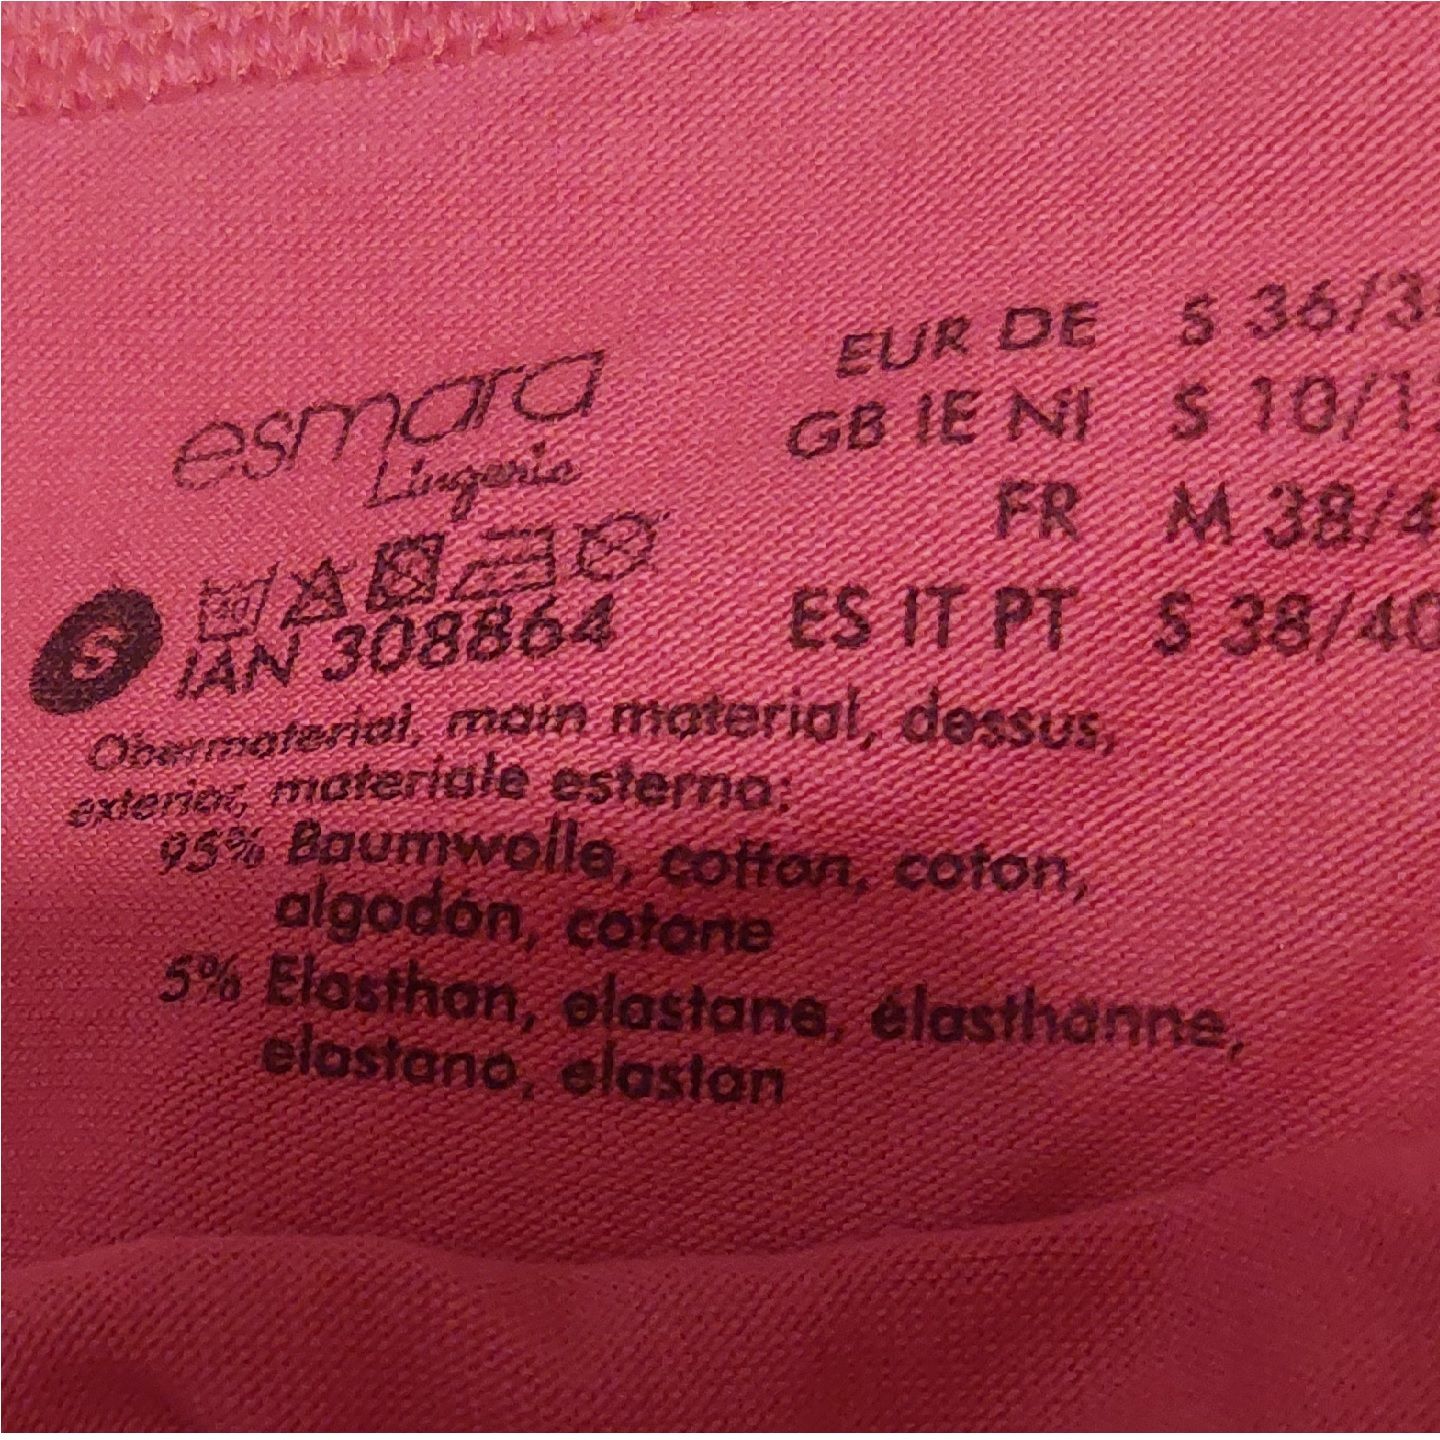 esmara
Lingerie
S
IAN 308864
EUR DE S 36/3
GB IE NI S 10/1
FR M 38/4
ES IT PT S 38/40
Obermaterial, main material, dessus,
exterior, materiale esterno:
95% Baumwolle, cotton, coton,
algodón, cotone
5% Elasthan, elastane, élasthanne,
elastano, elastan